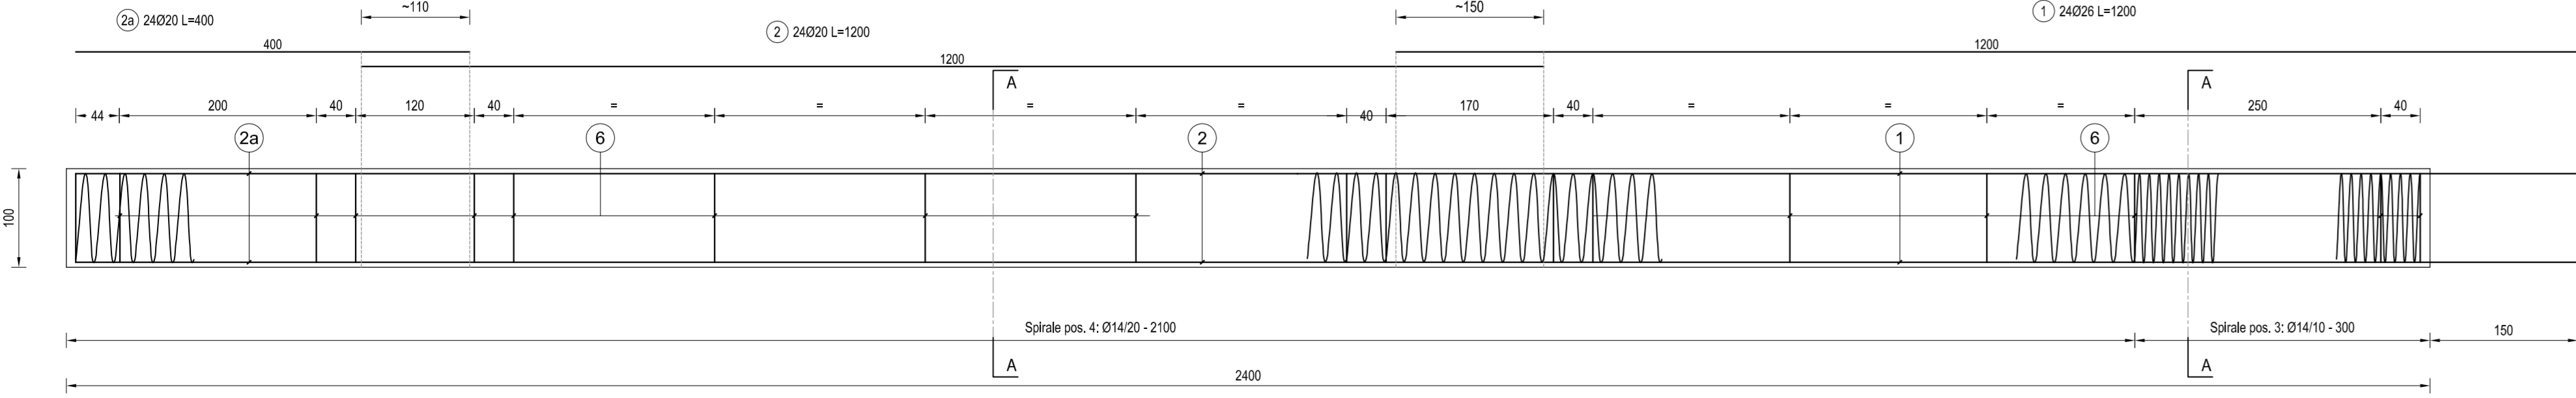 ~110
~150
2a 24Ø20 L=400
2 24Ø20 L=1200
1 24Ø26 L=1200
400
1200
1200
A
A
44 200 40 120 40 = = = = 40 170 40 = = = 250 40
2a
6
2
1
6
100
Spirale pos. 4: Ø14/20 - 2100
Spirale pos. 3: Ø14/10 - 300
150
A
A
2400